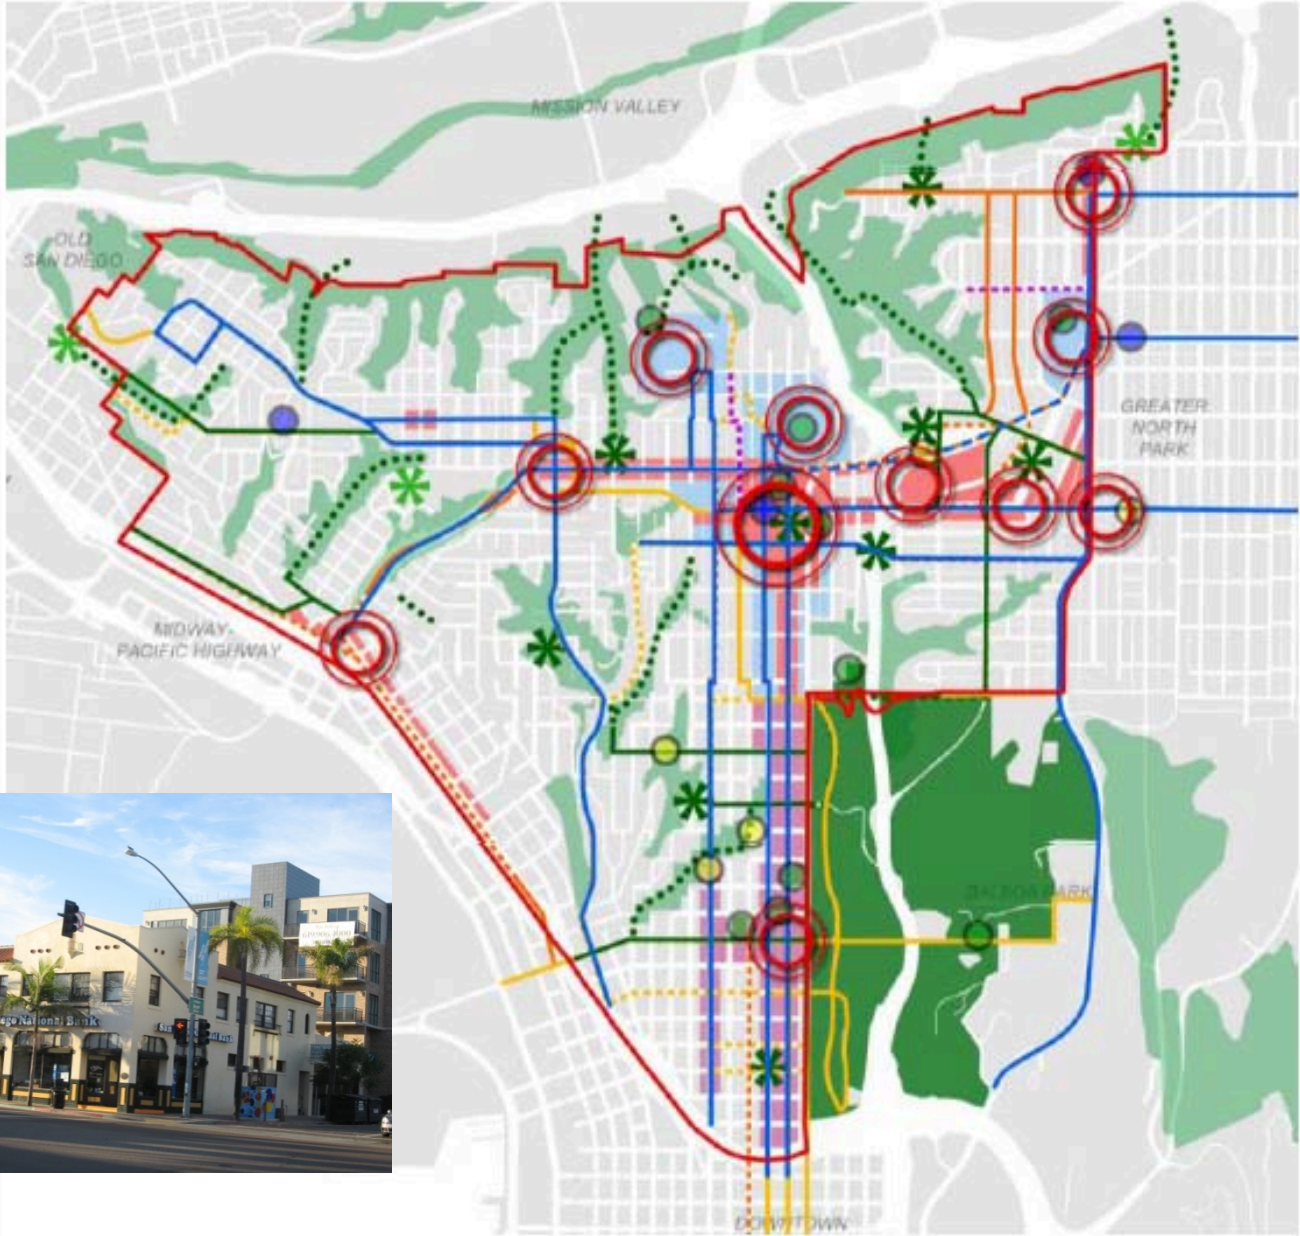 MISSION VALLEY
OLD
SAN DIEGO
GREATER
NORTH
PARK
MIDWAY-
PACIFIC HIGHWAY
BALBOA PARK
DOWNTOWN
ego National Bank